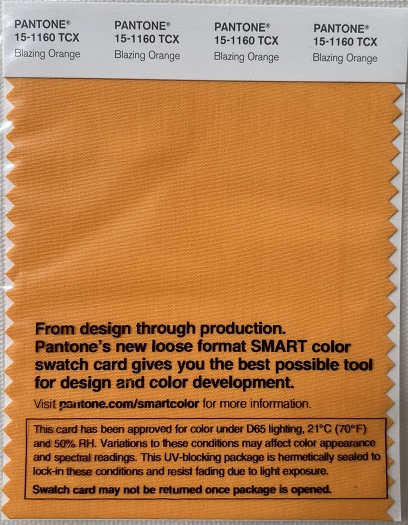 PANTONE® PANTONE® PANTONE® PANTONE®
15-1160 TCX 15-1160 TCX 15-1160 TCX 15-1160 TCX
Blazing Orange Blazing Orange Blazing Orange Blazing Orange
From design through production.
Pantone's new loose format SMART color
swatch card gives you the best possible tool
for design and color development.
Visit pantone.com/smartcolor for more information.
This card has been approved for color under D65 lighting, 21°C (70°F)
and 50% RH. Variations to these conditions may affect color appearance
and spectral readings. This UV-blocking package is hermetically sealed to
lock-in these conditions and resist fading due to light exposure.
Swatch card may not be returned once package is opened.